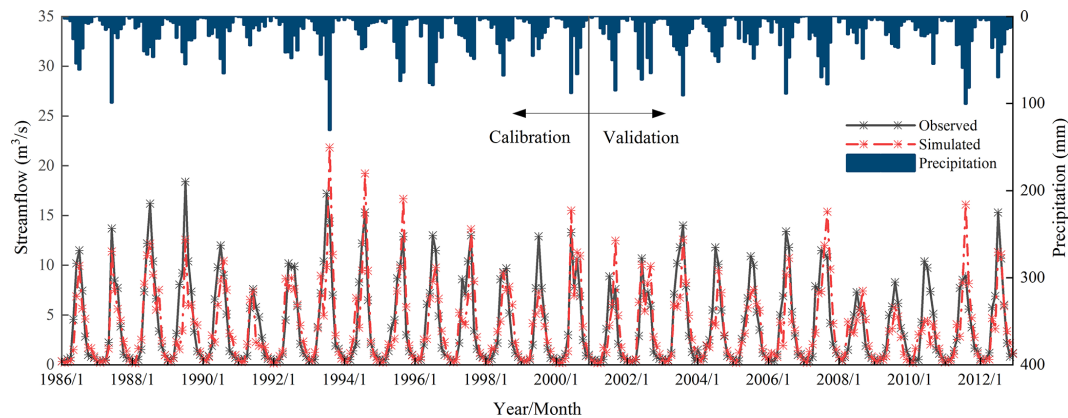 35
30
25
20
15
10
5
0
Streamflow (m³/s)
0
100
200
300
400
Precipitation (mm)
Calibration
Validation
Observed
Simulated
Precipitation
1986/1 1988/1 1990/1 1992/1 1994/1 1996/1 1998/1 2000/1 2002/1 2004/1 2006/1 2008/1 2010/1 2012/1
Year/Month